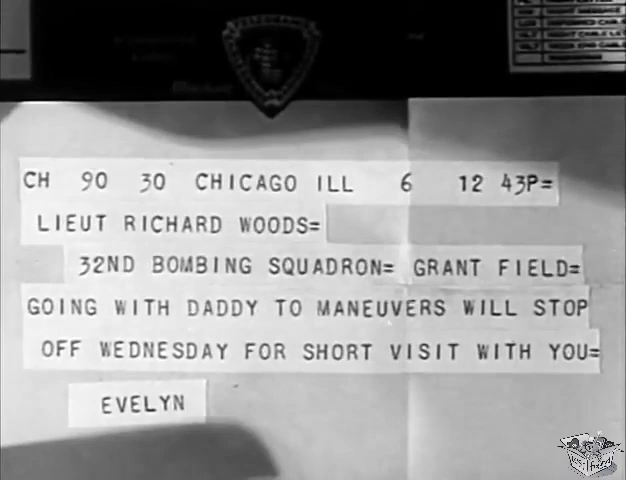 CH 90 30 CHICAGO ILL 6 12 43P=
LIEUT RICHARD WOODS=
32ND BOMBING SQUADRON= GRANT FIELD=
GOING WITH DADDY TO MANEUVERS WILL STOP
OFF WEDNESDAY FOR SHORT VISIT WITH YOU=
EVELYN